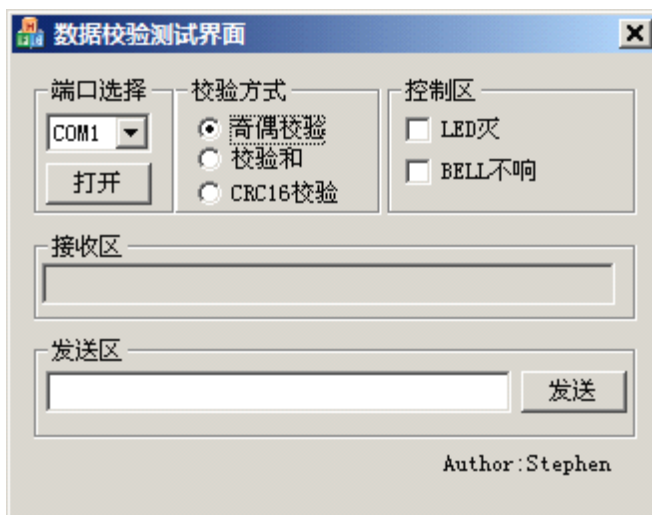 数据校验测试界面
端口选择
COM1
打开
校验方式
奇偶校验
校验和
CRC16校验
控制区
LED灭
BELL不响
接收区
发送区
发送
Author:Stephen